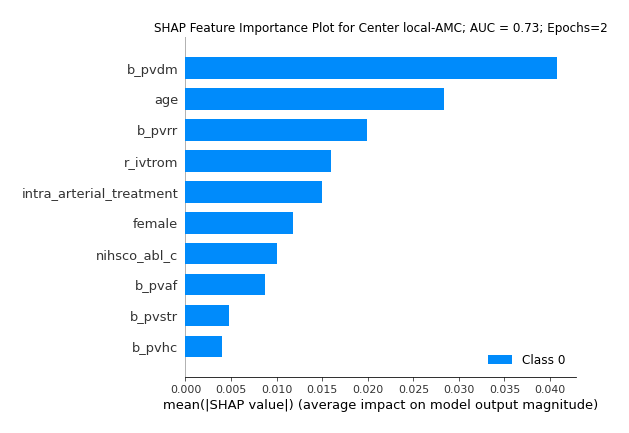 SHAP Feature Importance Plot for Center local-AMC; AUC = 0.73; Epochs=2
b_pvdm
age
b_pvrr
r_ivtrom
intra_arterial_treatment
female
nihsco_abl_c
b_pvaf
b_pvstr
b_pvhc
Class 0
0.000 0.005 0.010 0.015 0.020 0.025 0.030 0.035 0.040
mean(|SHAP value|) (average impact on model output magnitude)